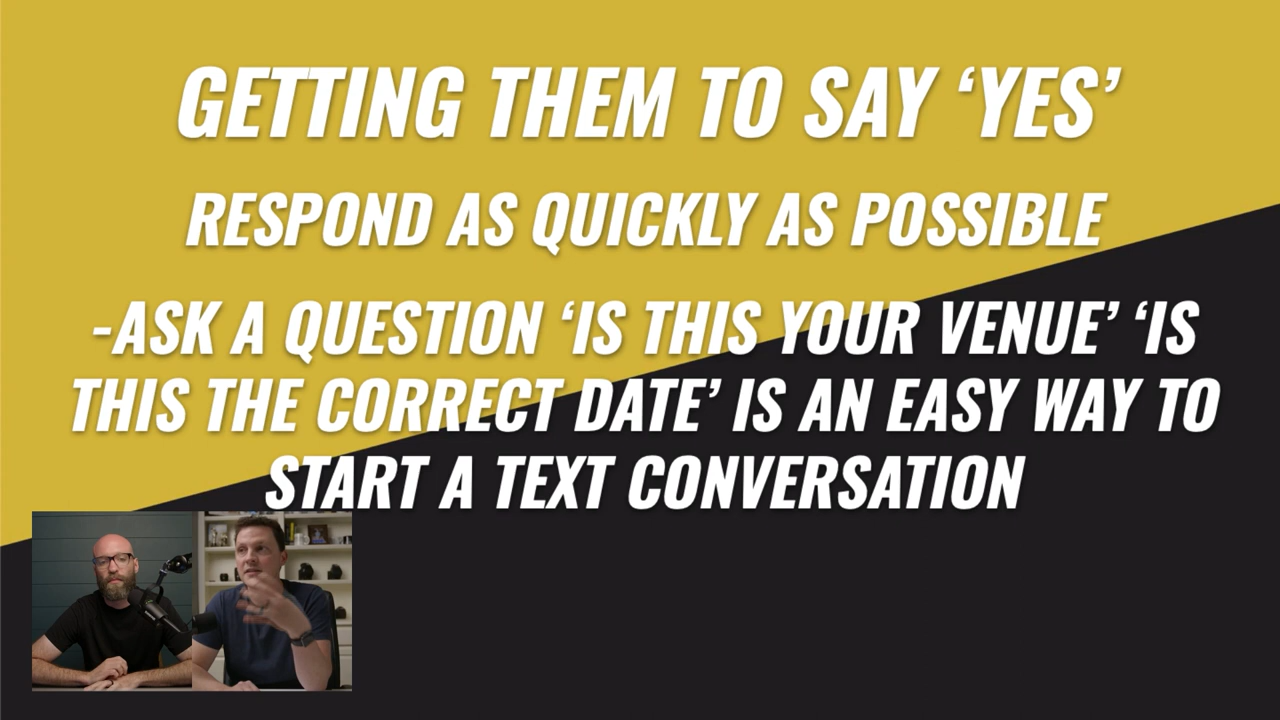 GETTING THEM TO SAY ‘YES’
RESPOND AS QUICKLY AS POSSIBLE
-ASK A QUESTION ‘IS THIS YOUR VENUE’ ‘IS
THIS THE CORRECT DATE’ IS AN EASY WAY TO
START A TEXT CONVERSATION